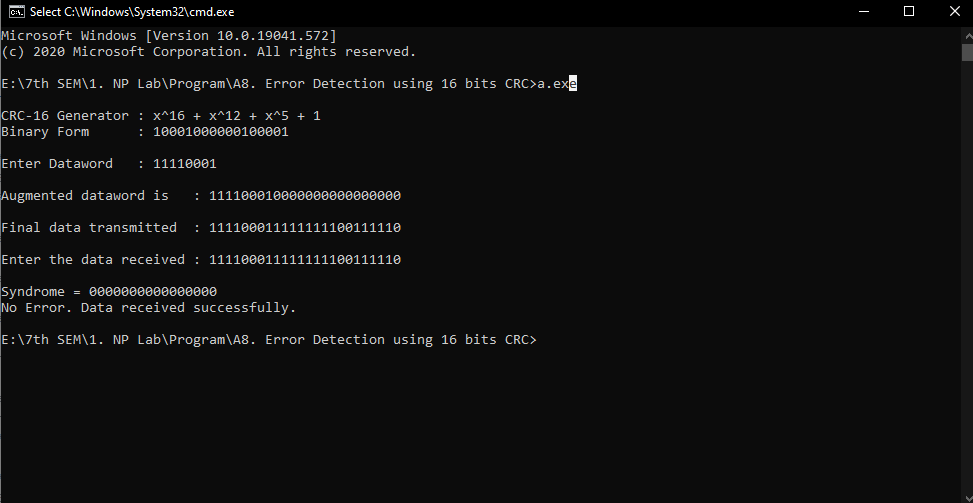 Select C:\Windows\System32\cmd.exe
Microsoft Windows [Version 10.0.19041.572]
(c) 2020 Microsoft Corporation. All rights reserved.
E:\7th SEM\1. NP Lab\Program\A8. Error Detection using 16 bits CRC>a.exe
CRC-16 Generator : x^16 + x^12 + x^5 + 1
Binary Form      : 10001000000100001
Enter Dataword   : 11110001
Augmented dataword is   : 111100010000000000000000
Final data transmitted  : 111100011111111100111110
Enter the data received : 111100011111111100111110
Syndrome = 0000000000000000
No Error. Data received successfully.
E:\7th SEM\1. NP Lab\Program\A8. Error Detection using 16 bits CRC>